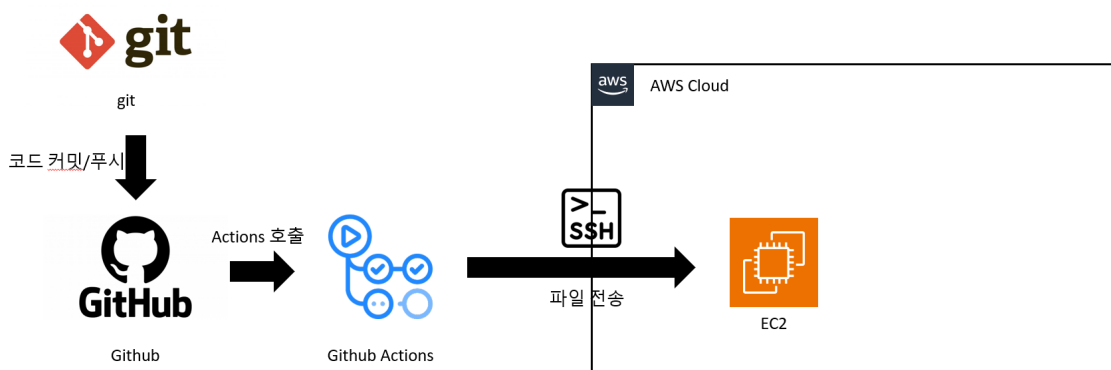 git
git
코드 커밋/푸시
GitHub
Github
Actions 호출
Github Actions
>_
SSH
파일 전송
aws
AWS Cloud
EC2